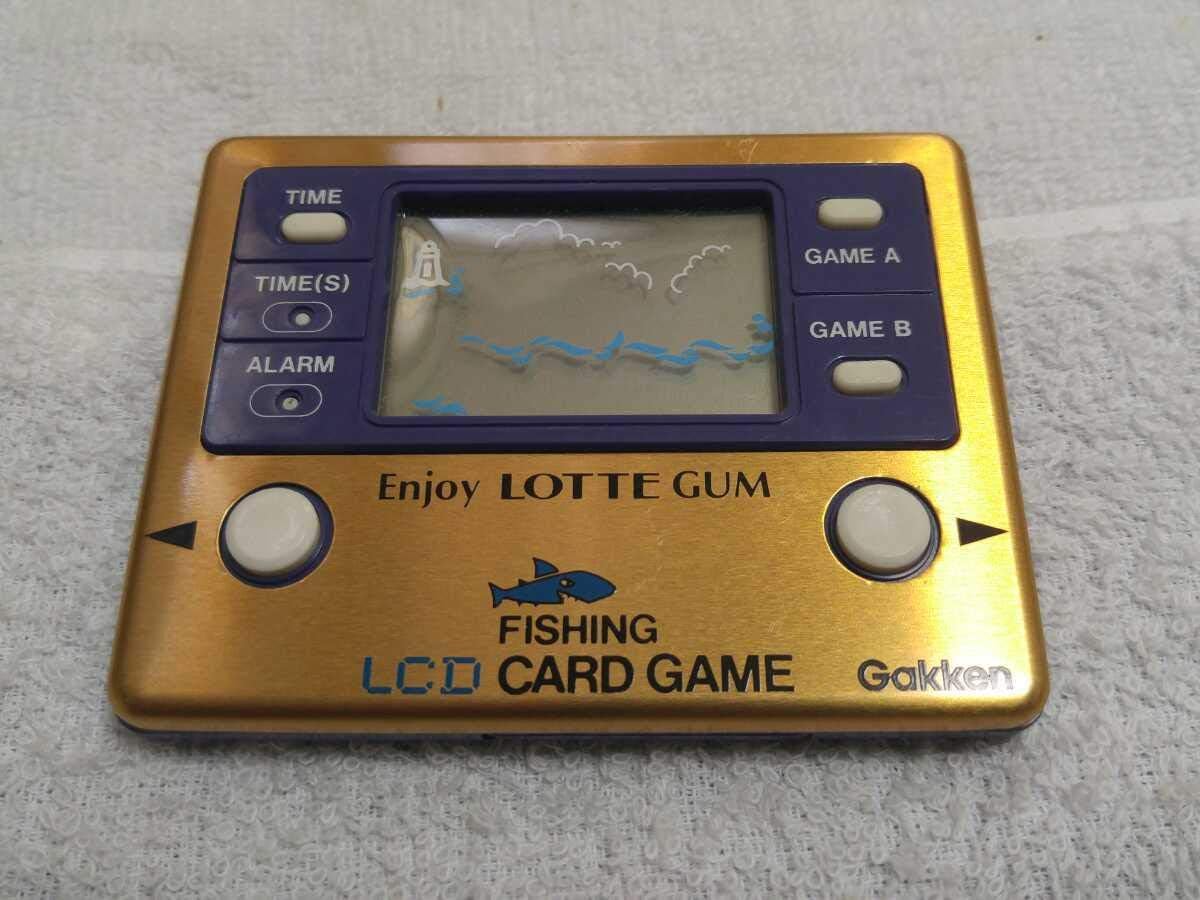 TIME
TIME(S)
ALARM
GAME A
GAME B
Enjoy LOTTE GUM
FISHING
LCD CARD GAME
Gakken